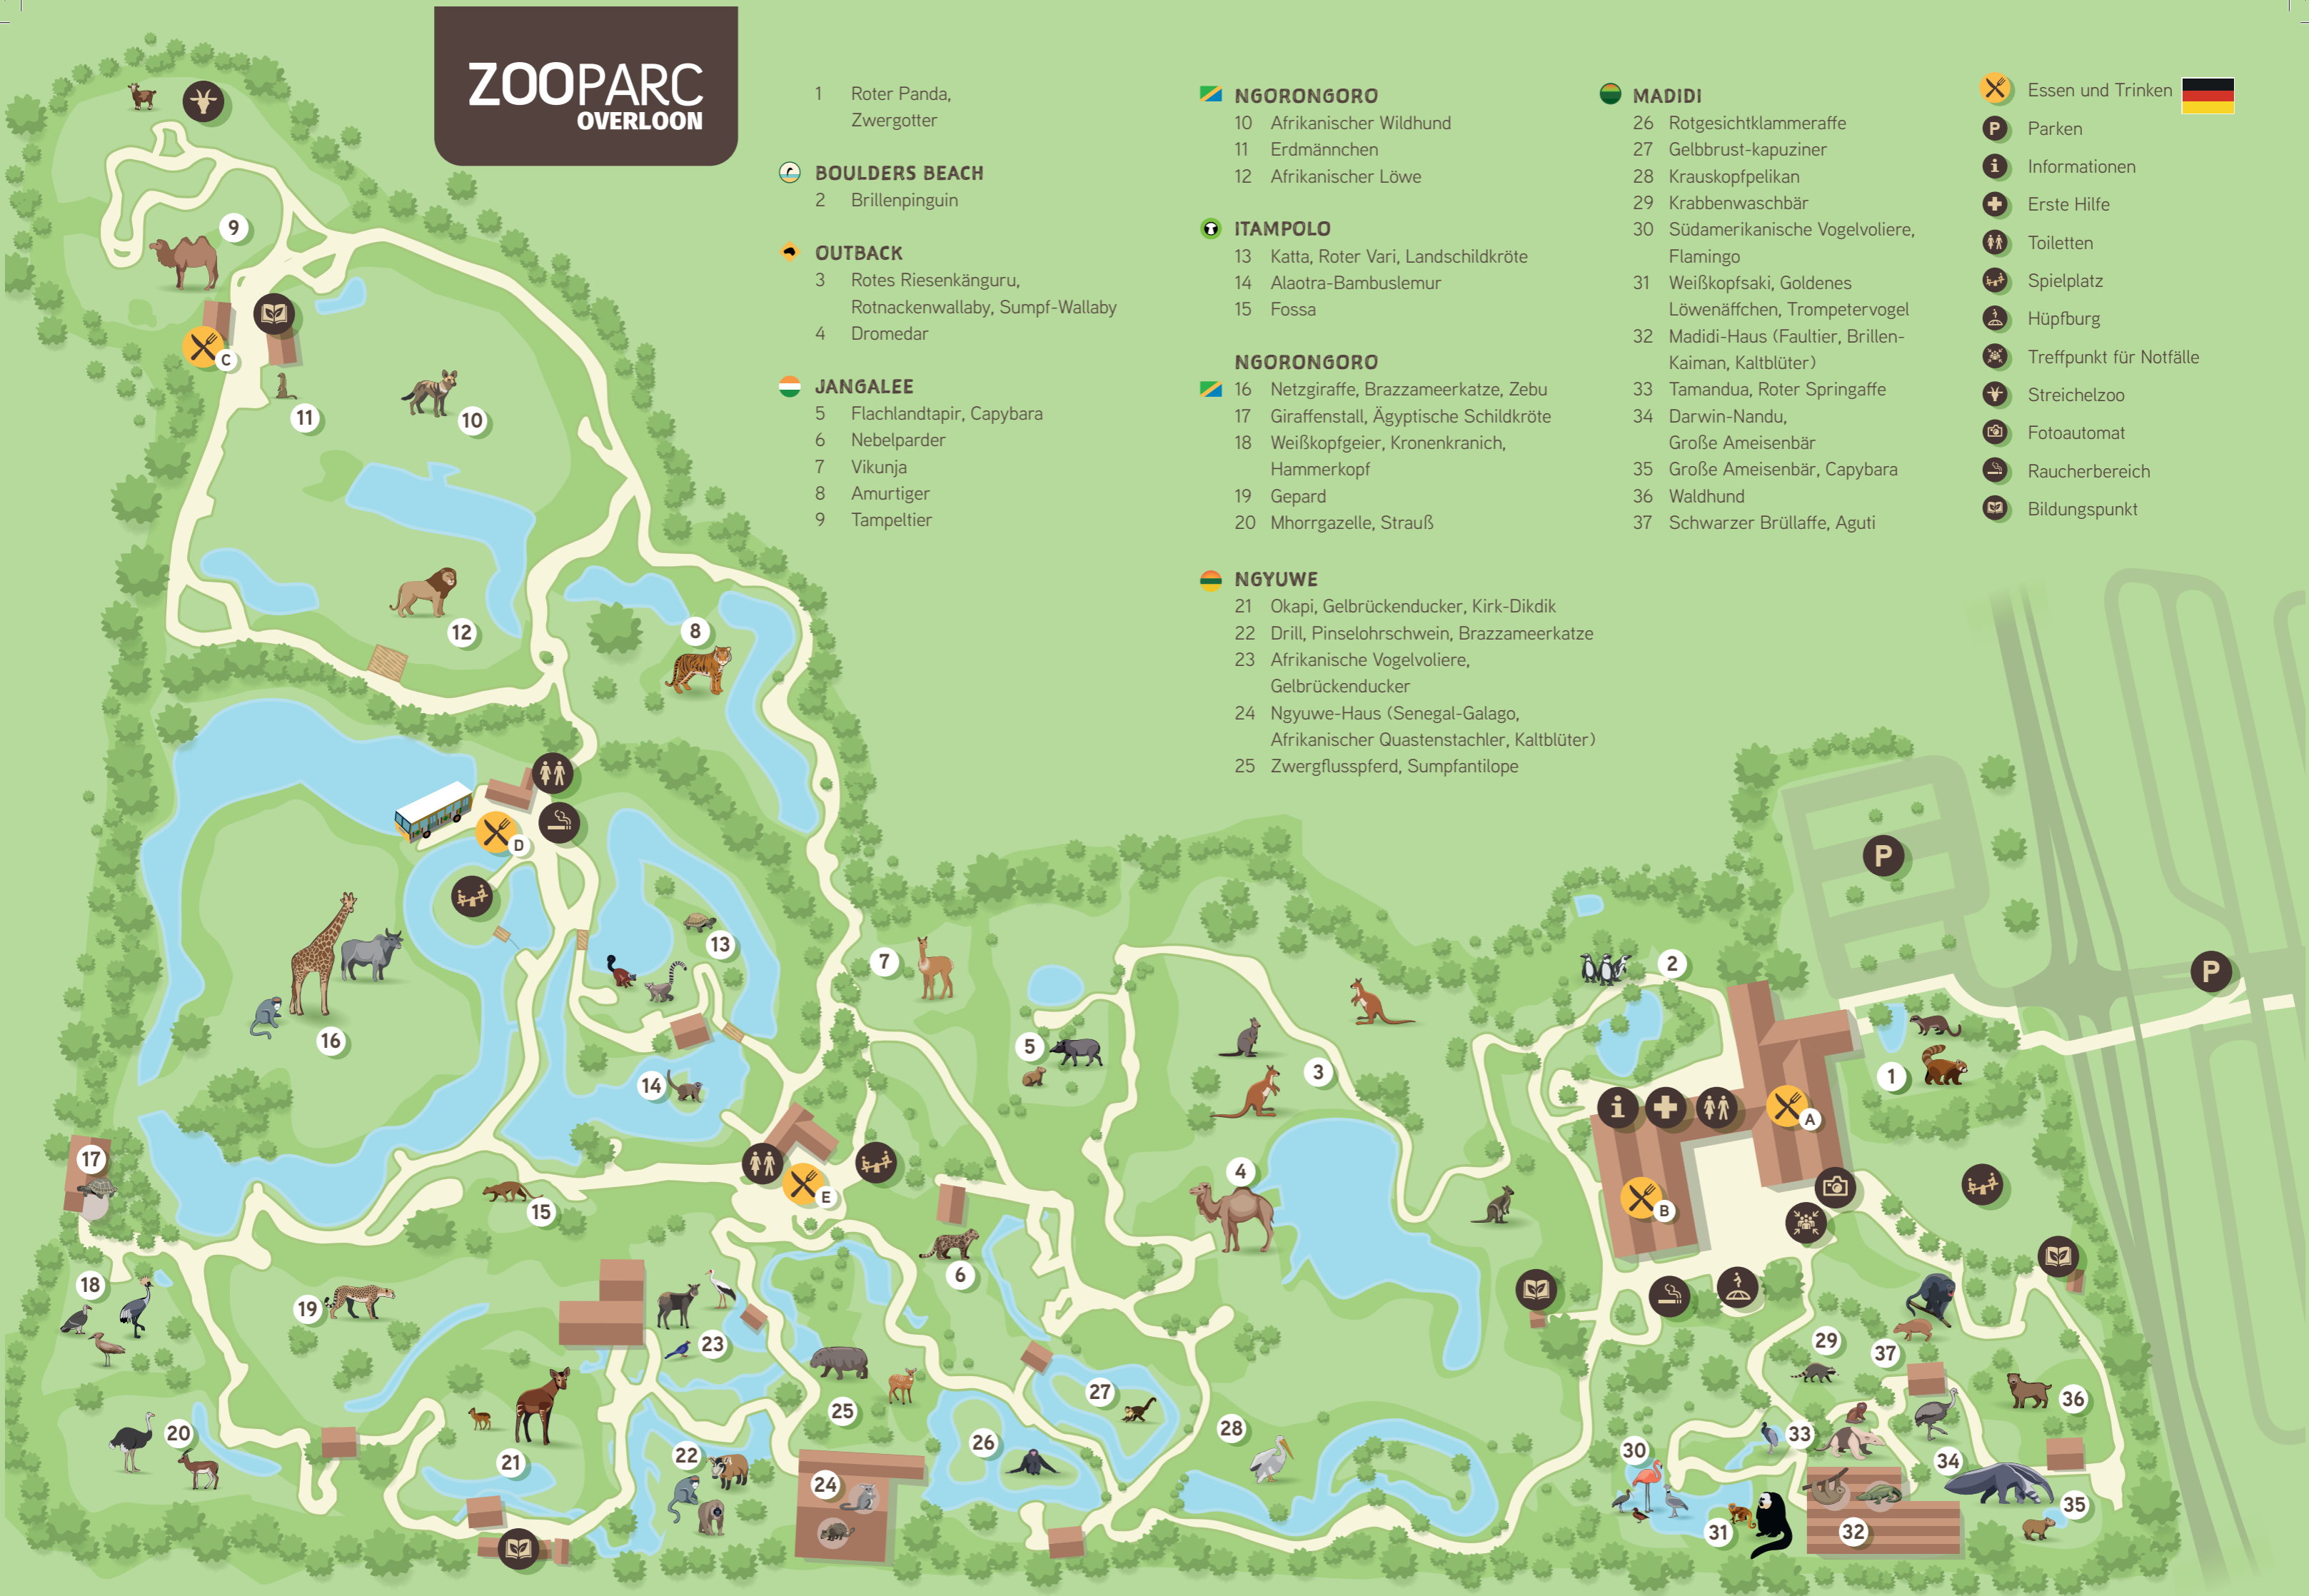 ZOOPARC
OVERLOON
1 Roter Panda,
Zwergotter
BOULDERS BEACH
2 Brillenpinguin
OUTBACK
3 Rotes Riesenkänguru,
Rotnackenwallaby, Sumpf-Wallaby
4 Dromedar
JANGALEE
5 Flachlandtapir, Capybara
6 Nebelparder
7 Vikunja
8 Amurtiger
9 Tampeltier
NGORONGORO
10 Afrikanischer Wildhund
11 Erdmännchen
12 Afrikanischer Löwe
ITAMPOLO
13 Katta, Roter Vari, Landschildkröte
14 Alaotra-Bambuslemur
15 Fossa
NGORONGORO
16 Netzgiraffe, Brazzameerkatze, Zebu
17 Giraffenstall, Ägyptische Schildkröte
18 Weißkopfgeier, Kronenkranich,
Hammerkopf
19 Gepard
20 Mhorrgazelle, Strauß
NGYUWE
21 Okapi, Gelbrückenducker, Kirk-Dikdik
22 Drill, Pinselohrschwein, Brazzameerkatze
23 Afrikanische Vogelvoliere,
Gelbrückenducker
24 Ngyuwe-Haus (Senegal-Galago,
Afrikanischer Quastenstachler, Kaltblüter)
25 Zwergflusspferd, Sumpfantilope
MADIDI
26 Rotgesichtklammeraffe
27 Gelbbrust-kapuziner
28 Krauskopfpelikan
29 Krabbenwaschbär
30 Südamerikanische Vogelvoliere,
Flamingo
31 Weißkopfsaki, Goldenes
Löwenäffchen, Trompetervogel
32 Madidi-Haus (Faultier, Brillen-
Kaiman, Kaltblüter)
33 Tamandua, Roter Springaffe
34 Darwin-Nandu,
Große Ameisenbär
35 Große Ameisenbär, Capybara
36 Waldhund
37 Schwarzer Brüllaffe, Aguti
Essen und Trinken
P Parken
i Informationen
Erste Hilfe
Toiletten
Spielplatz
Hüpfburg
Treffpunkt für Notfälle
Streichelzoo
Fotoautomat
Raucherbereich
Bildungspunkt
9
C
11
10
12
8
D
P
13
7
2
P
16
5
3
1
14
i
A
17
4
15
E
B
18
6
19
23
29
37
27
25
36
20
28
26
33
30
22
21
34
24
35
31
32